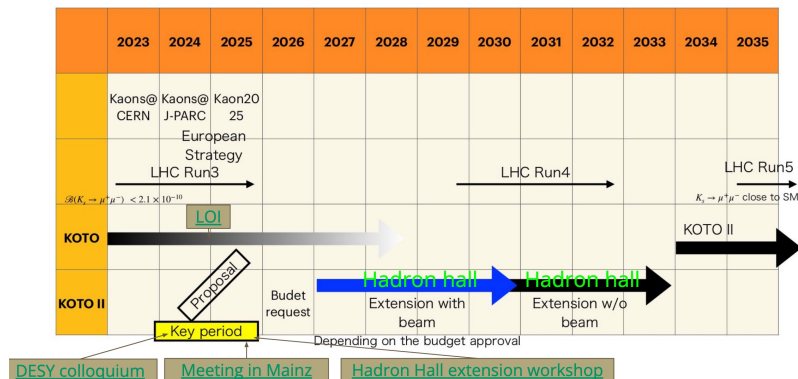 2023 2024 2025 2026 2027 2028 2029 2030 2031 2032 2033 2034 2035
Kaons@ Kaons@ Kaon20
CERN J-PARC 25
European
Strategy
LHC Run3 LHC Run4 LHC Run5
ℬ(K_s → μ⁺μ⁻) < 2.1 × 10⁻¹⁰ K_s → μ⁺μ⁻ close to SM
LOI
KOTO KOTO II
Proposal
KOTO II Hadron hall Hadron hall
Budet Extension with Extension w/o
request beam beam
Key period
Depending on the budget approval
DESY colloquium Meeting in Mainz Hadron Hall extension workshop